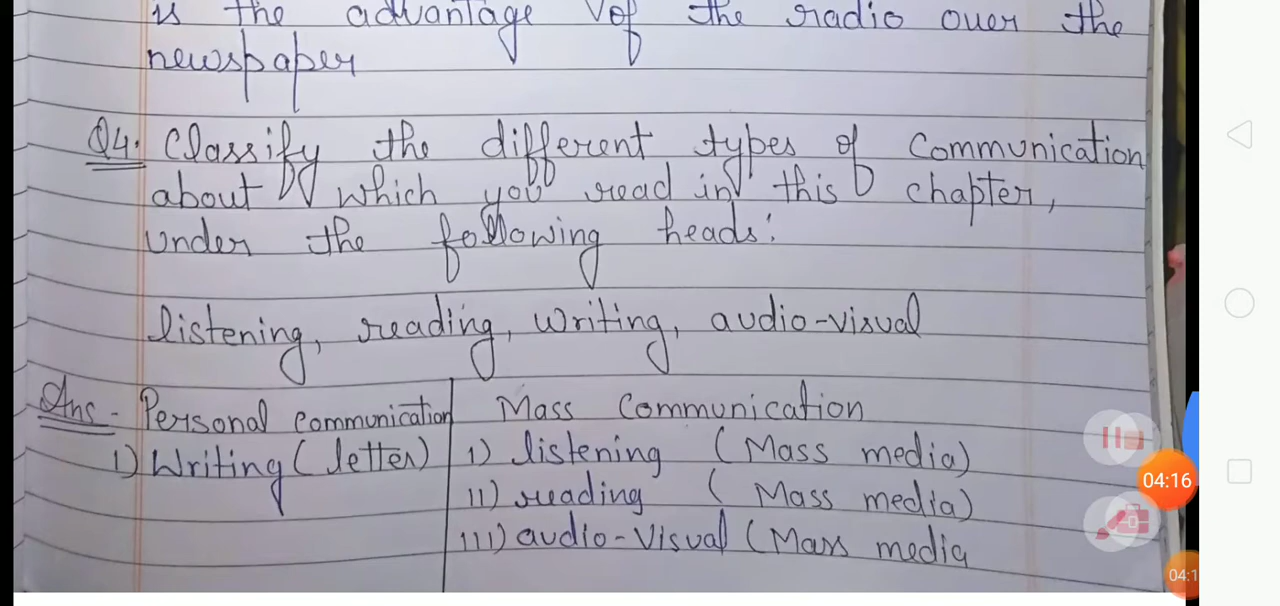 is the advantage of the radio over the
newspaper
Q4. Classify the different types of Communication
about which you read in this chapter,
under the following heads:
listening, reading, writing, audio-visual
Ans - Personal communication | Mass Communication
1) Writing (letter) | 1) listening (Mass media)
11) reading (Mass media)
111) audio-Visual (Mass media
04:16
04:1